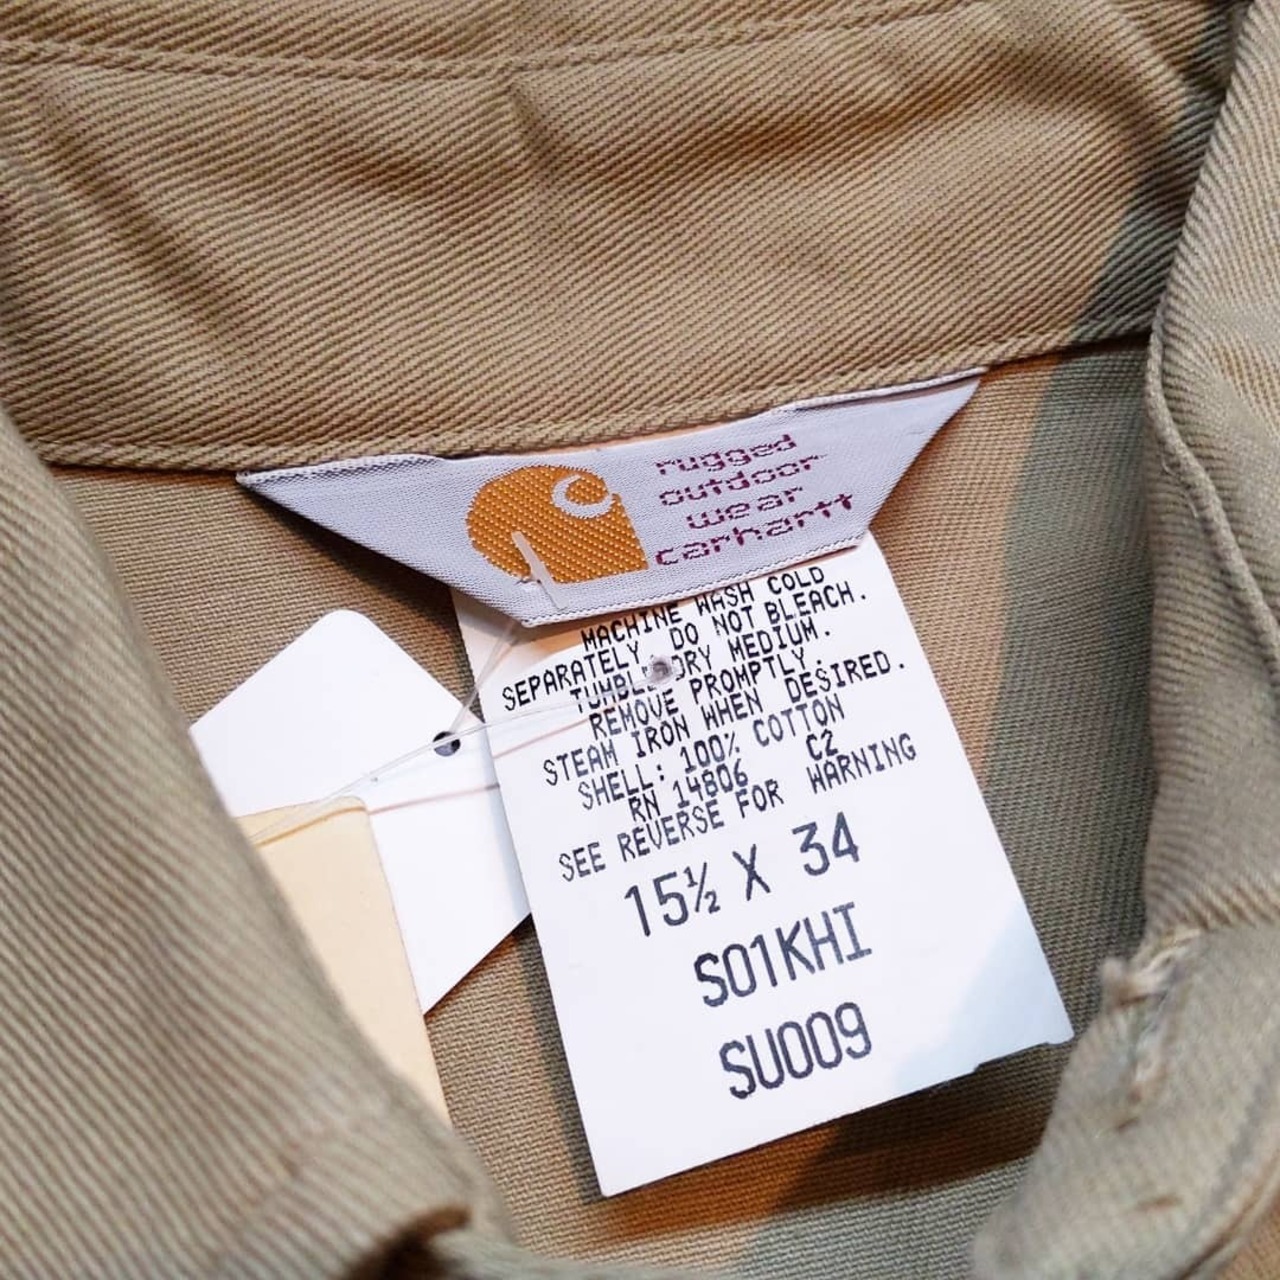 rugged
outdoor
wear
carhartt
MACHINE WASH COLD
SEPARATELY DO NOT BLEACH.
TUMBLE DRY MEDIUM.
REMOVE PROMPTLY.
STEAM IRON WHEN DESIRED.
SHELL: 100% COTTON
RN 14806 C2
SEE REVERSE FOR WARNING
15½ X 34
S01KHI
SU009